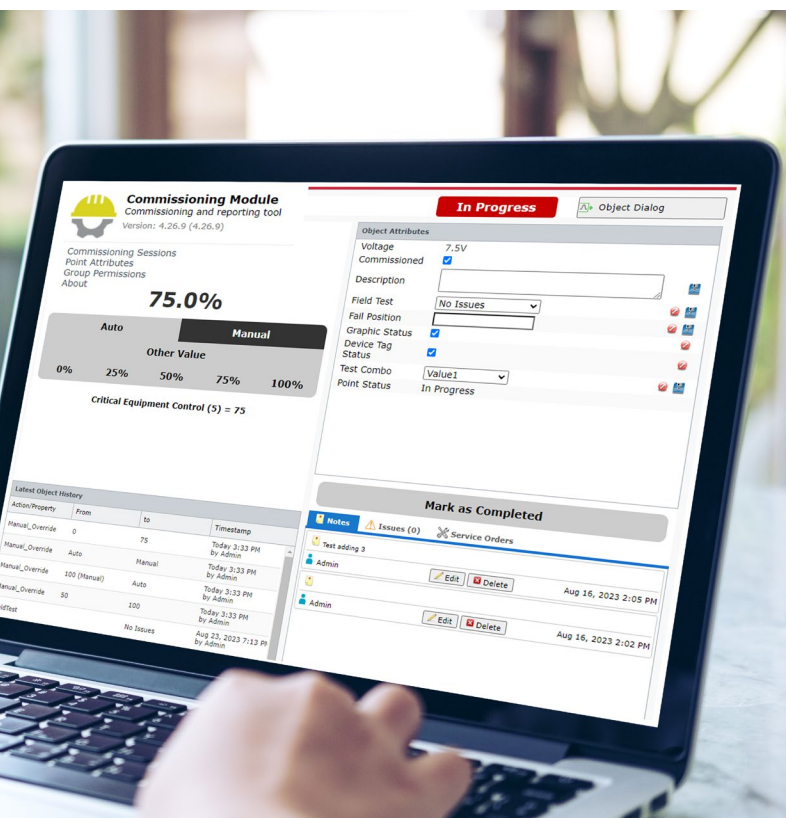 Commissioning Module
Commissioning and reporting tool
Version: 4.26.9 (4.26.9)
Commissioning Sessions
Point Attributes
Group Permissions
About
75.0%
Auto Manual
Other Value
0% 25% 50% 75% 100%
Critical Equipment Control (5) = 75
Latest Object History
Action/Property From to Timestamp
Manual_Override 0 75 Today 3:33 PM
by Admin
Manual_Override Auto Manual Today 3:33 PM
by Admin
Manual_Override 100 (Manual) Auto Today 3:33 PM
by Admin
Manual_Override 50 100 Today 3:33 PM
by Admin
ldTest No Issues Aug 23, 2023 7:13 PM
by Admin
In Progress
Object Dialog
Object Attributes
Voltage 7.5V
Commissioned
Description
Field Test No Issues
Fail Position
Graphic Status
Device Tag
Status
Test Combo Value1
Point Status In Progress
Mark as Completed
Notes Issues (0) Service Orders
Test adding 3
Admin Edit Delete Aug 16, 2023 2:05 PM
Admin Edit Delete Aug 16, 2023 2:02 PM